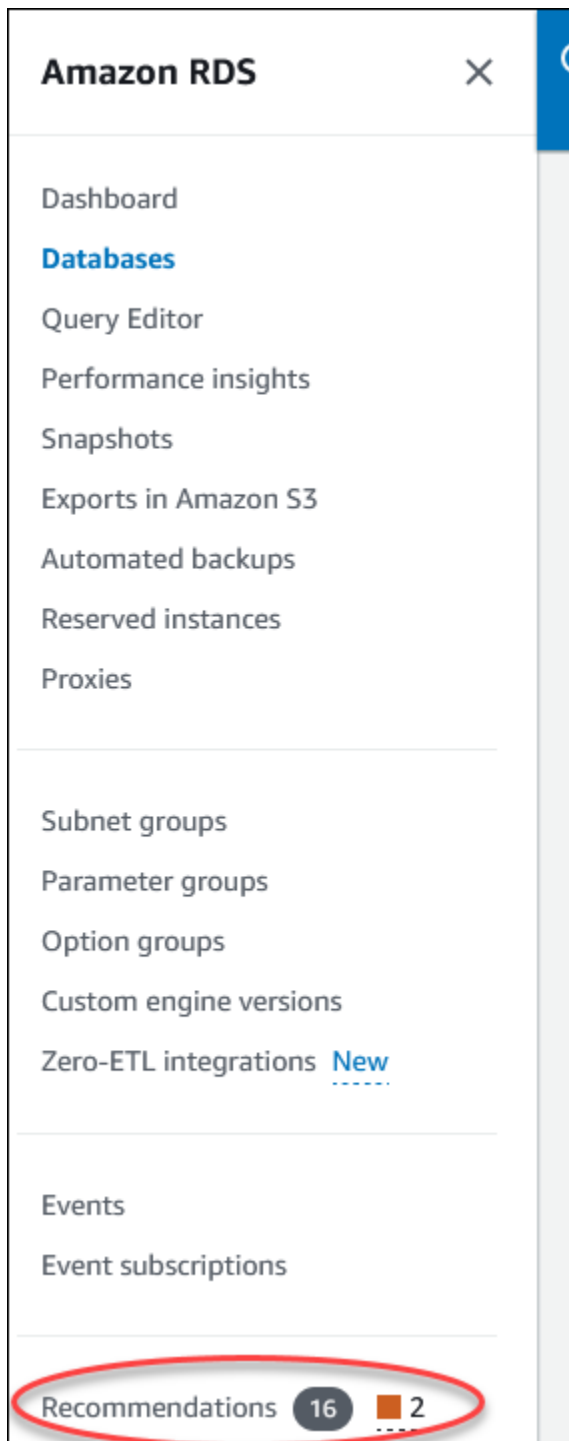 Amazon RDS
Dashboard
Databases
Query Editor
Performance insights
Snapshots
Exports in Amazon S3
Automated backups
Reserved instances
Proxies
Subnet groups
Parameter groups
Option groups
Custom engine versions
Zero-ETL integrations New
Events
Event subscriptions
Recommendations 16 2